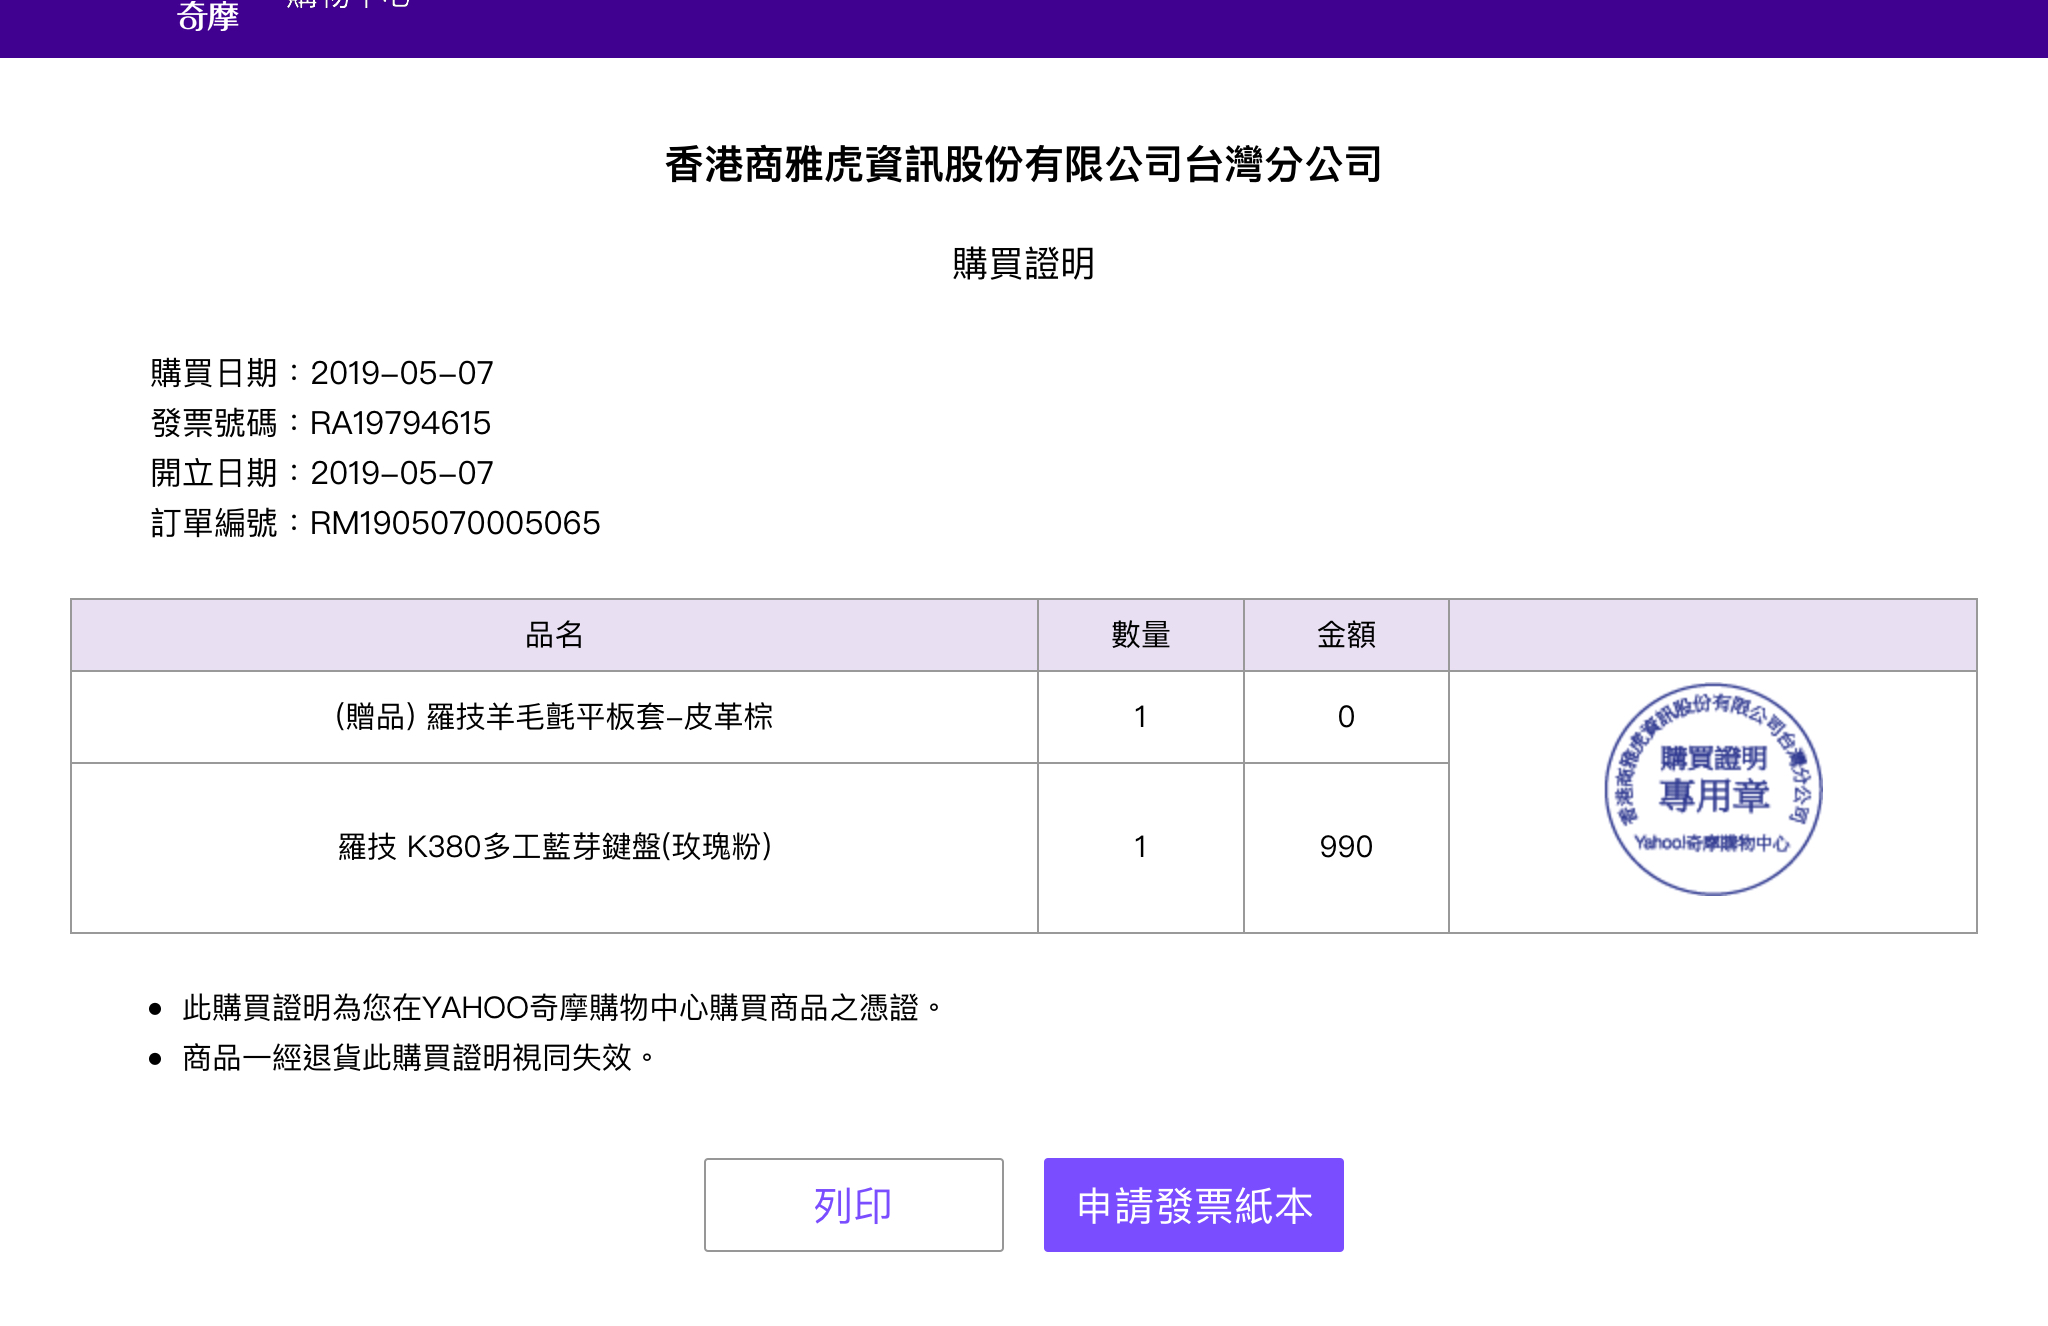 奇摩 購物中心
香港商雅虎資訊股份有限公司台灣分公司
購買證明
購買日期：2019-05-07
發票號碼：RA19794615
開立日期：2019-05-07
訂單編號：RM1905070005065
品名 數量 金額
(贈品) 羅技羊毛氈平板套-皮革棕 1 0
羅技 K380多工藍芽鍵盤(玫瑰粉) 1 990
香港商雅虎資訊股份有限公司台灣分公司
購買證明
專用章
Yahoo!奇摩購物中心
此購買證明為您在YAHOO奇摩購物中心購買商品之憑證。
商品一經退貨此購買證明視同失效。
列印 申請發票紙本